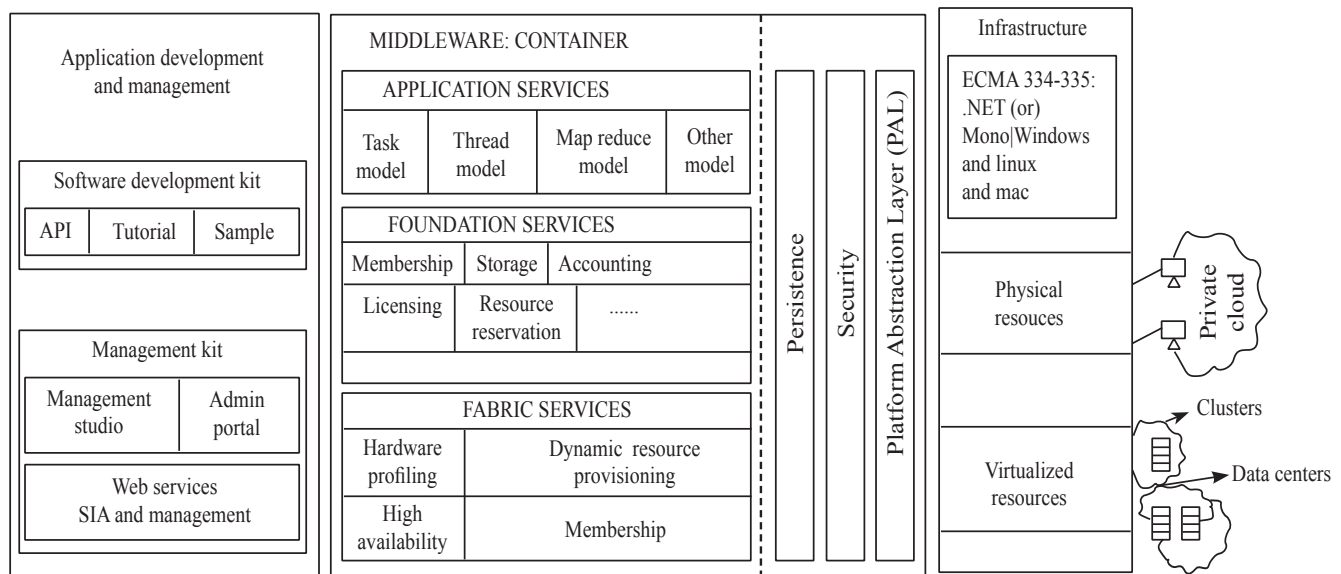 Application development
and management
Software development kit
API
Tutorial
Sample
Management kit
Management
studio
Admin
portal
Web services
SIA and management
MIDDLEWARE: CONTAINER
APPLICATION SERVICES
Task
model
Thread
model
Map reduce
model
Other
model
FOUNDATION SERVICES
Membership
Storage
Accounting
Licensing
Resource
reservation
......
FABRIC SERVICES
Hardware
profiling
Dynamic resource
provisioning
High
availability
Membership
Persistence
Security
Platform Abstraction Layer (PAL)
Infrastructure
ECMA 334-335:
.NET (or)
Mono|Windows
and linux
and mac
Physical
resouces
Private
cloud
Virtualized
resources
Clusters
Data centers